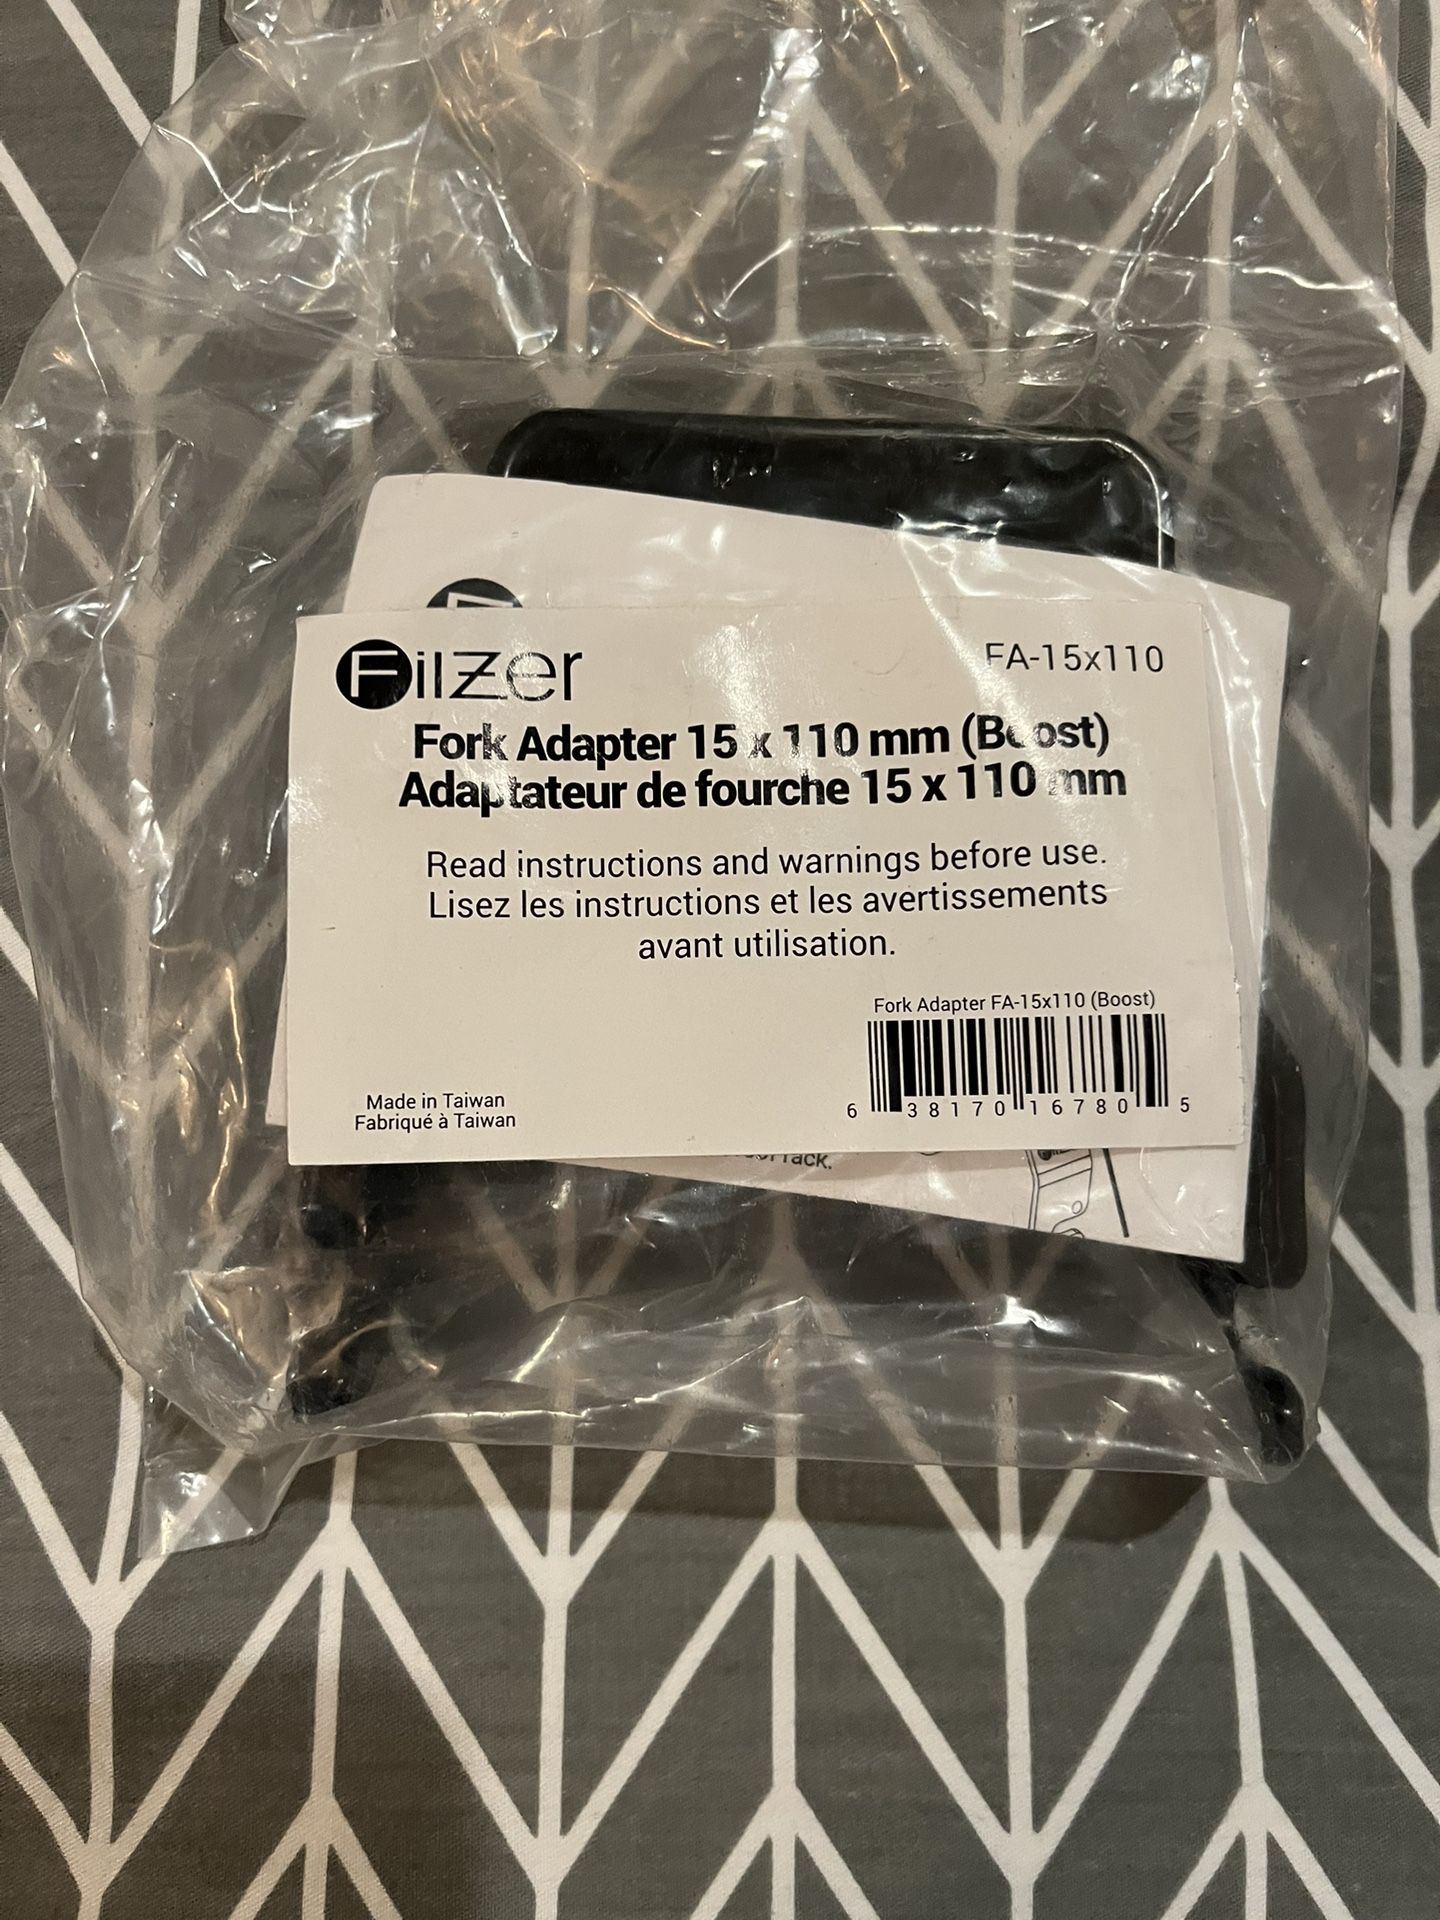 Filzer
FA-15x110
Fork Adapter 15 x 110 mm (Boost)
Adaptateur de fourche 15 x 110 mm
Read instructions and warnings before use.
Lisez les instructions et les avertissements
avant utilisation.
Fork Adapter FA-15x110 (Boost)
6 38170 16780 5
Made in Taiwan
Fabriqué à Taiwan
rack.